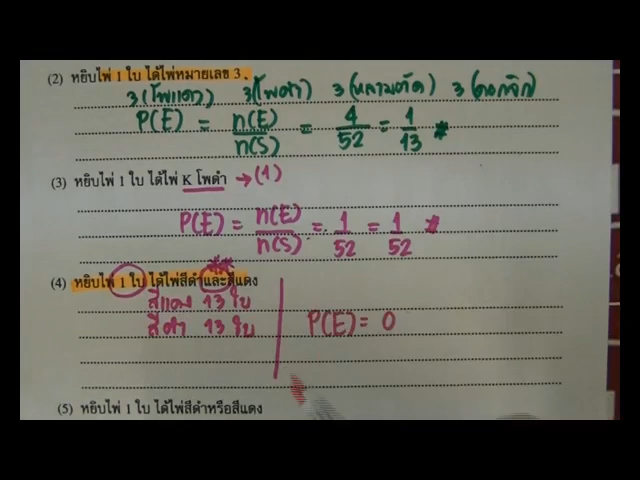 (2) หยิบไพ่ 1 ใบ ได้ไพ่หมายเลข 3 .
3 (โพแดง) 3 (โพดำ) 3 (หลามตัด) 3 (ดอกจิก)
P(E) = n(E)/n(S) = 4/52 = 1/13 *
(3) หยิบไพ่ 1 ใบ ได้ไพ่ K โพดำ → (1)
P(E) = n(E)/n(S) = 1/52 = 1/52 *
(4) หยิบไพ่ 1 ใบ ได้ไพ่สีดำและสีแดง
สีแดง 13 ใบ
สีดำ 13 ใบ P(E) = 0
(5) หยิบไพ่ 1 ใบ ได้ไพ่สีดำหรือสีแดง